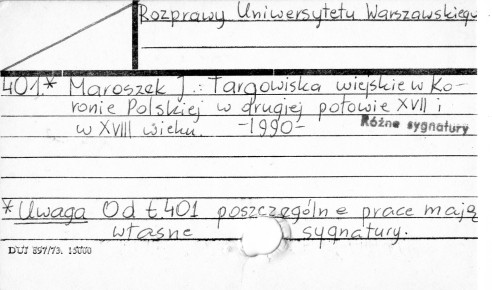 Rozprawy Uniwersytetu Warszawskiego
401.* Maroszek J.: Targowiska wiejskie w Ko-
ronie Polskiej w drugiej połowie XVII i
w XVIII wieku. -1990-
Różne sygnatury
*Uwaga Od t.401 poszczególne prace mają
własne sygnatury.
DUI 897/73. 15000